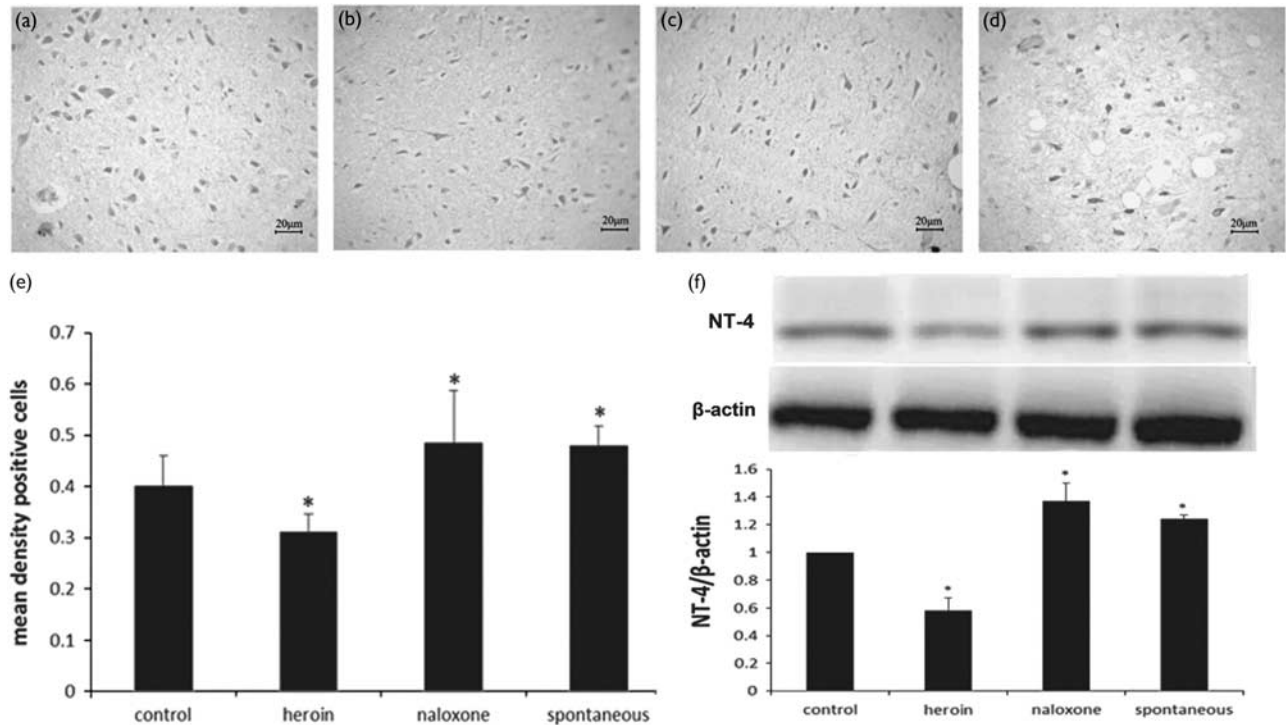 (a)
(b)
(c)
(d)
20μm
20μm
20μm
20μm
(e)
mean density positive cells
0.7
0.6
0.5
0.4
0.3
0.2
0.1
0
*
*
*
control
heroin
naloxone
spontaneous
(f)
NT-4
β-actin
NT-4/β-actin
1.6
1.4
1.2
1
0.8
0.6
0.4
0.2
0
*
*
*
control
heroin
naloxone
spontaneous